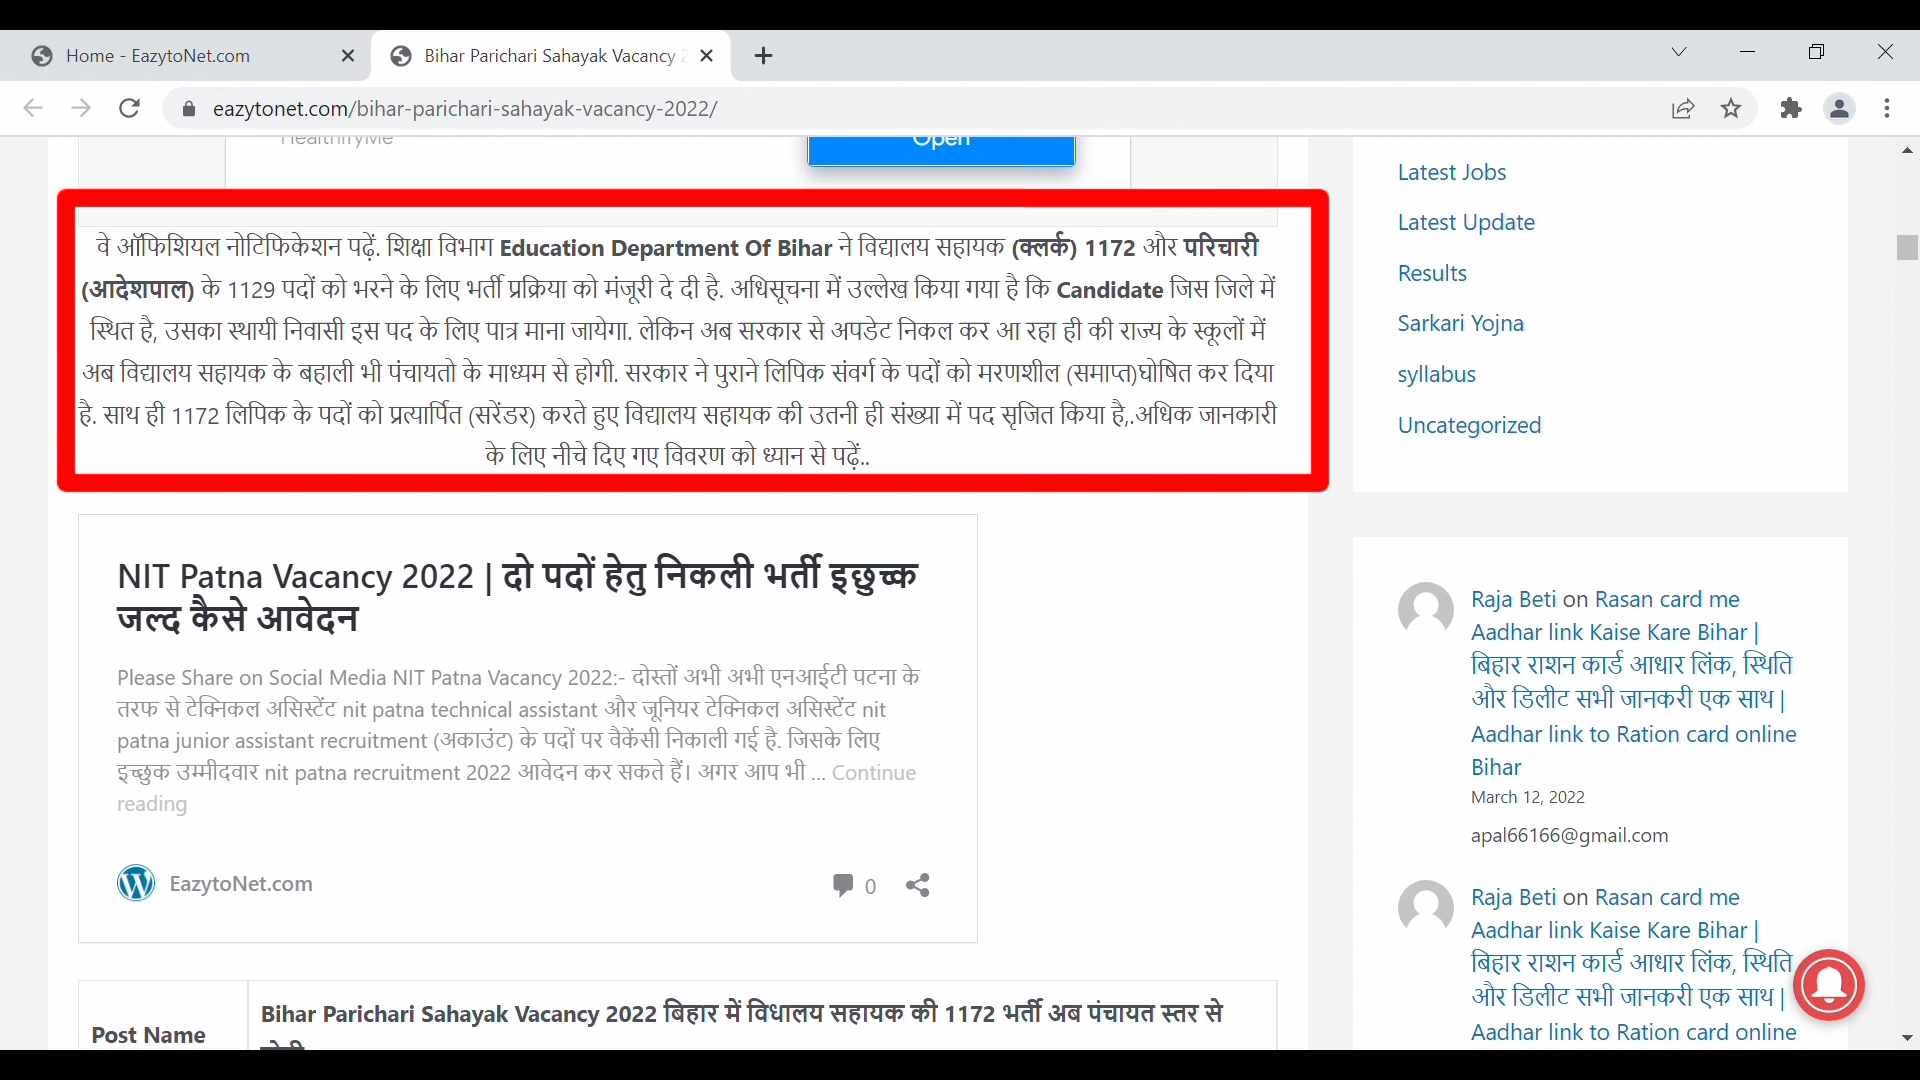 Home - EazytoNet.com
Bihar Parichari Sahayak Vacancy 2
eazytonet.com/bihar-parichari-sahayak-vacancy-2022/
HealthifyMe
Open
वे ऑफिशियल नोटिफिकेशन पढ़ें. शिक्षा विभाग Education Department Of Bihar ने विद्यालय सहायक (क्लर्क) 1172 और परिचारी
(आदेशपाल) के 1129 पदों को भरने के लिए भर्ती प्रक्रिया को मंजूरी दे दी है. अधिसूचना में उल्लेख किया गया है कि Candidate जिस जिले में
स्थित है, उसका स्थायी निवासी इस पद के लिए पात्र माना जायेगा. लेकिन अब सरकार से अपडेट निकल कर आ रहा ही की राज्य के स्कूलों में
अब विद्यालय सहायक के बहाली भी पंचायतो के माध्यम से होगी. सरकार ने पुराने लिपिक संवर्ग के पदों को मरणशील (समाप्त)घोषित कर दिया
है. साथ ही 1172 लिपिक के पदों को प्रत्यार्पित (सरेंडर) करते हुए विद्यालय सहायक की उतनी ही संख्या में पद सृजित किया है,.अधिक जानकारी
के लिए नीचे दिए गए विवरण को ध्यान से पढ़ें..
NIT Patna Vacancy 2022 | दो पदों हेतु निकली भर्ती इछुच्क
जल्द कैसे आवेदन
Please Share on Social Media NIT Patna Vacancy 2022:- दोस्तों अभी अभी एनआईटी पटना के
तरफ से टेक्निकल असिस्टेंट nit patna technical assistant और जूनियर टेक्निकल असिस्टेंट nit
patna junior assistant recruitment (अकाउंट) के पदों पर वैकेंसी निकाली गई है. जिसके लिए
इच्छुक उम्मीदवार nit patna recruitment 2022 आवेदन कर सकते हैं। अगर आप भी ... Continue
reading
EazytoNet.com
0
Post Name
Bihar Parichari Sahayak Vacancy 2022 बिहार में विधालय सहायक की 1172 भर्ती अब पंचायत स्तर से
Latest Jobs
Latest Update
Results
Sarkari Yojna
syllabus
Uncategorized
Raja Beti on Rasan card me
Aadhar link Kaise Kare Bihar |
बिहार राशन कार्ड आधार लिंक, स्थिति
और डिलीट सभी जानकरी एक साथ |
Aadhar link to Ration card online
Bihar
March 12, 2022
apal66166@gmail.com
Raja Beti on Rasan card me
Aadhar link Kaise Kare Bihar |
बिहार राशन कार्ड आधार लिंक, स्थिति
और डिलीट सभी जानकरी एक साथ |
Aadhar link to Ration card online